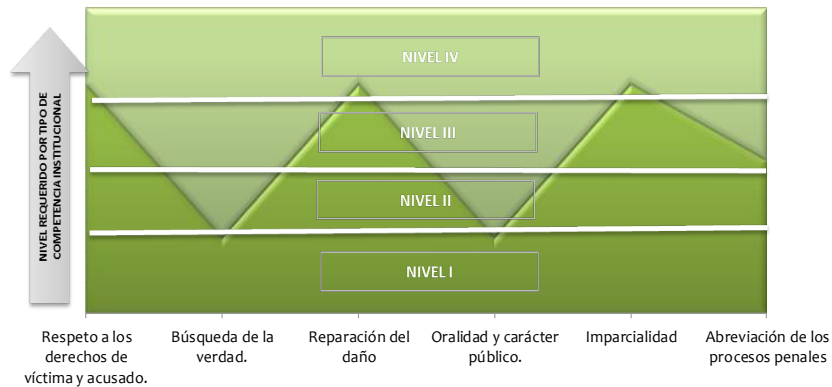 NIVEL REQUERIDO POR TIPO DE
COMPETENCIA INSTITUCIONAL
NIVEL IV
NIVEL III
NIVEL II
NIVEL I
Respeto a los
derechos de
víctima y acusado.
Búsqueda de la
verdad.
Reparación del
daño
Oralidad y carácter
público.
Imparcialidad
Abreviación de los
procesos penales